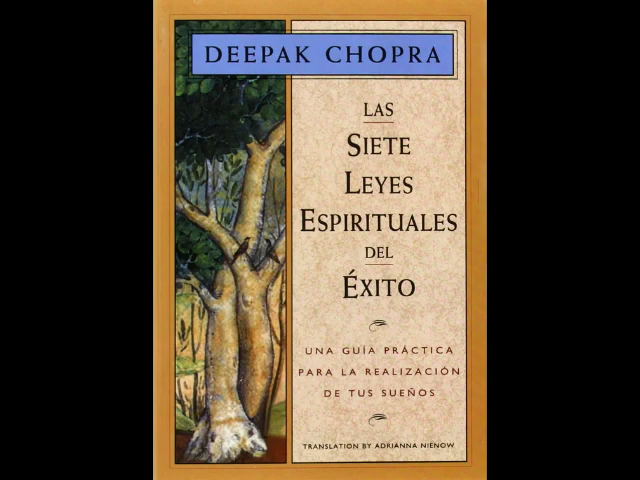 DEEPAK CHOPRA
LAS
SIETE
LEYES
ESPIRITUALES
DEL
ÉXITO
UNA GUÍA PRÁCTICA
PARA LA REALIZACIÓN
DE TUS SUEÑOS
TRANSLATION BY ADRIANNA NIENOW